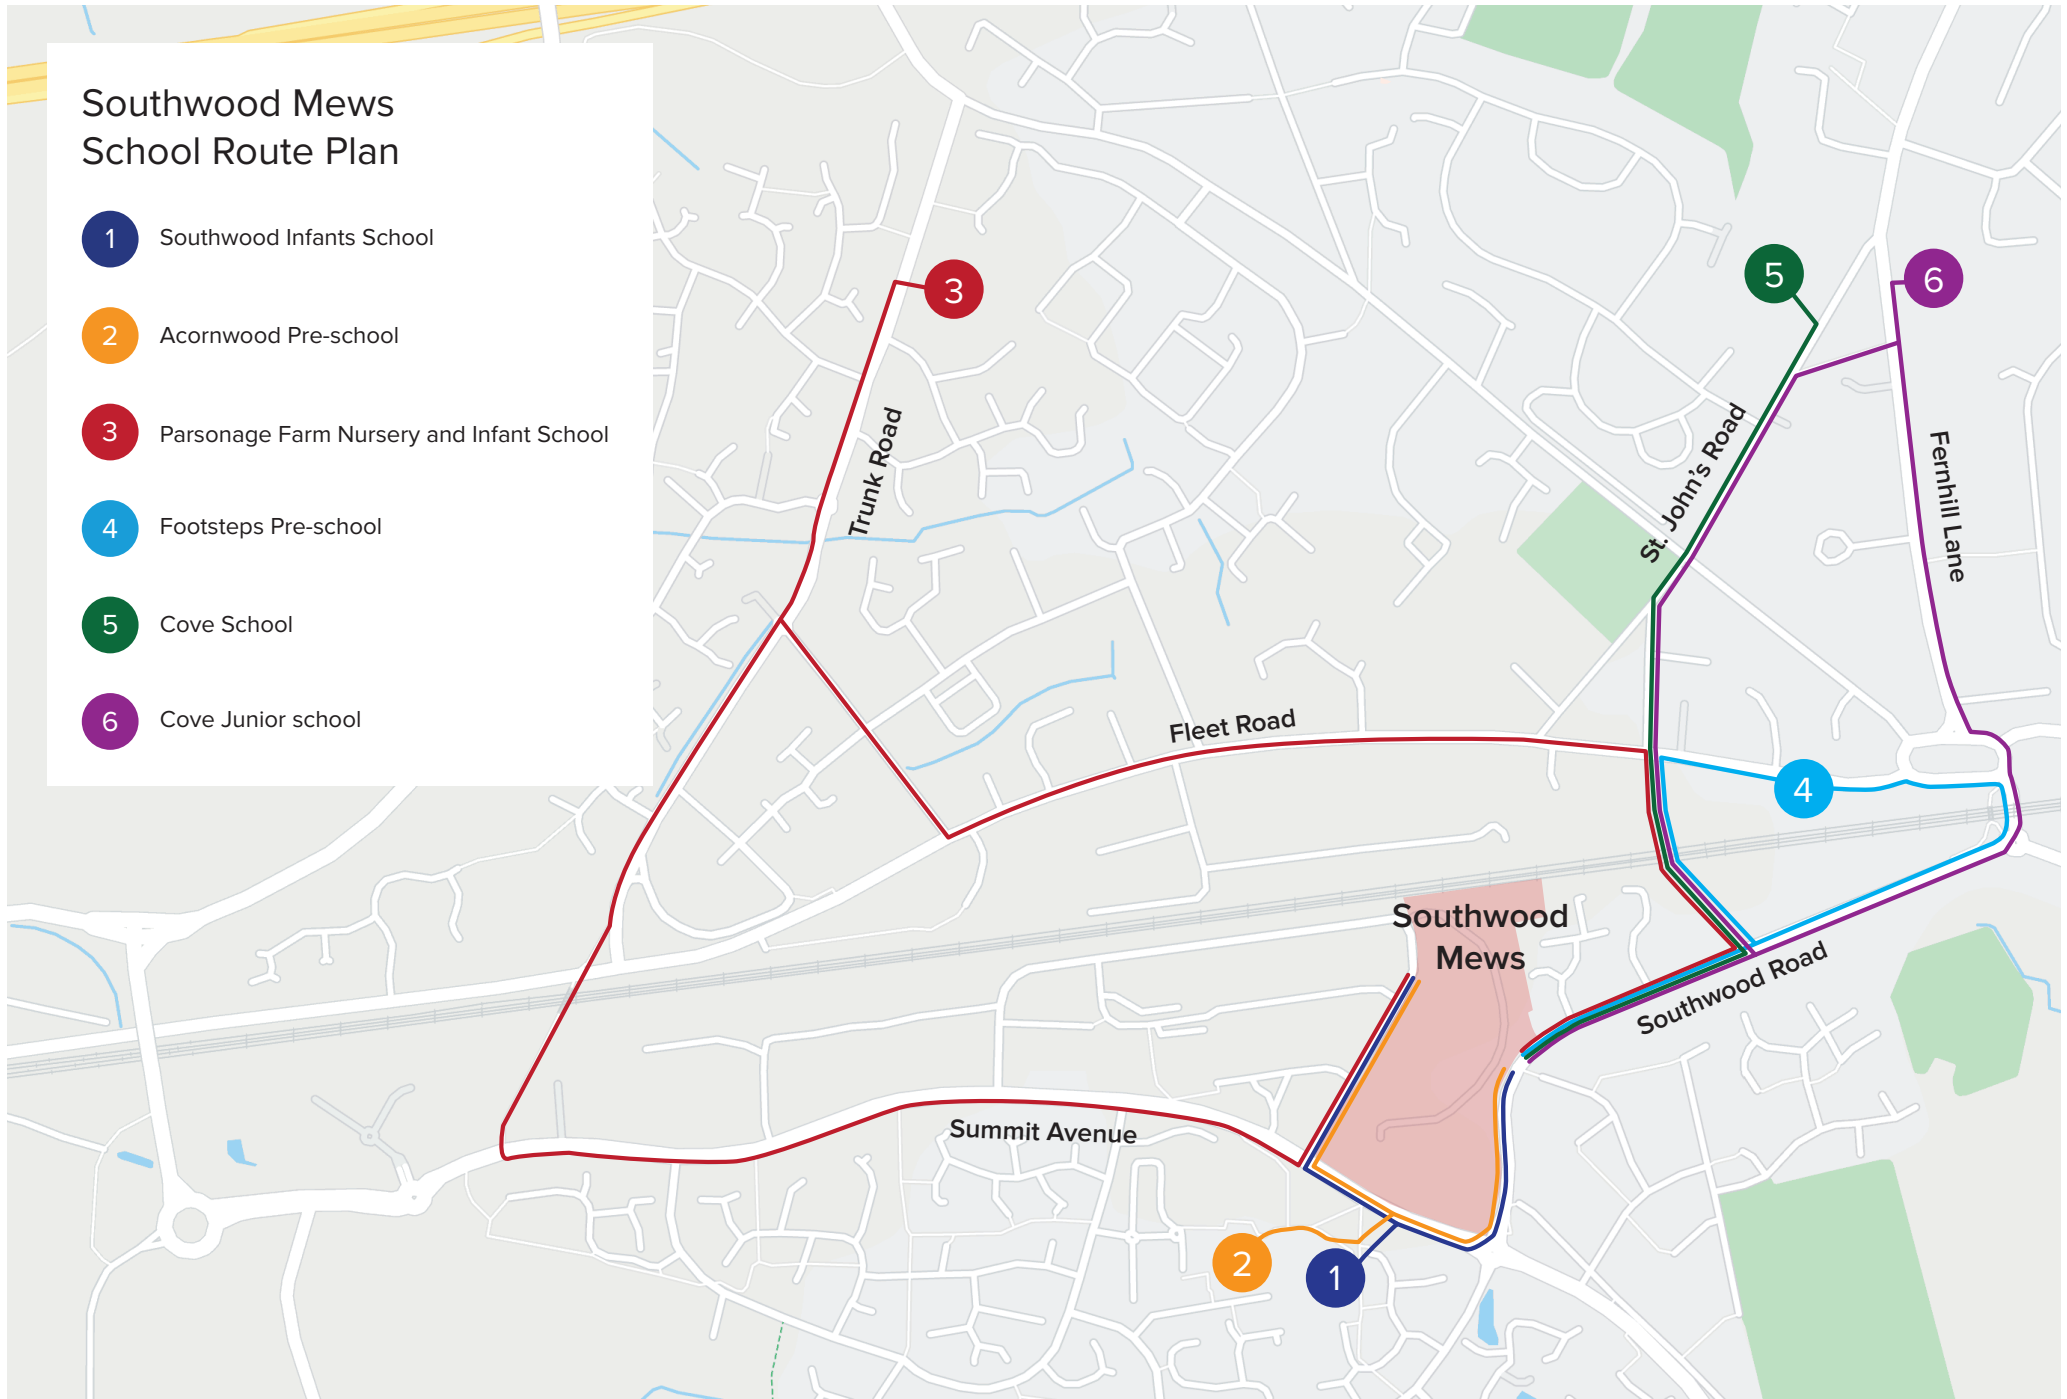 Southwood Mews
School Route Plan
1 Southwood Infants School
2 Acornwood Pre-school
3 Parsonage Farm Nursery and Infant School
4 Footsteps Pre-school
5 Cove School
6 Cove Junior school
3
5
6
Trunk Road
St. John's Road
Fernhill Lane
Fleet Road
4
Southwood
Mews
Southwood Road
Summit Avenue
2
1